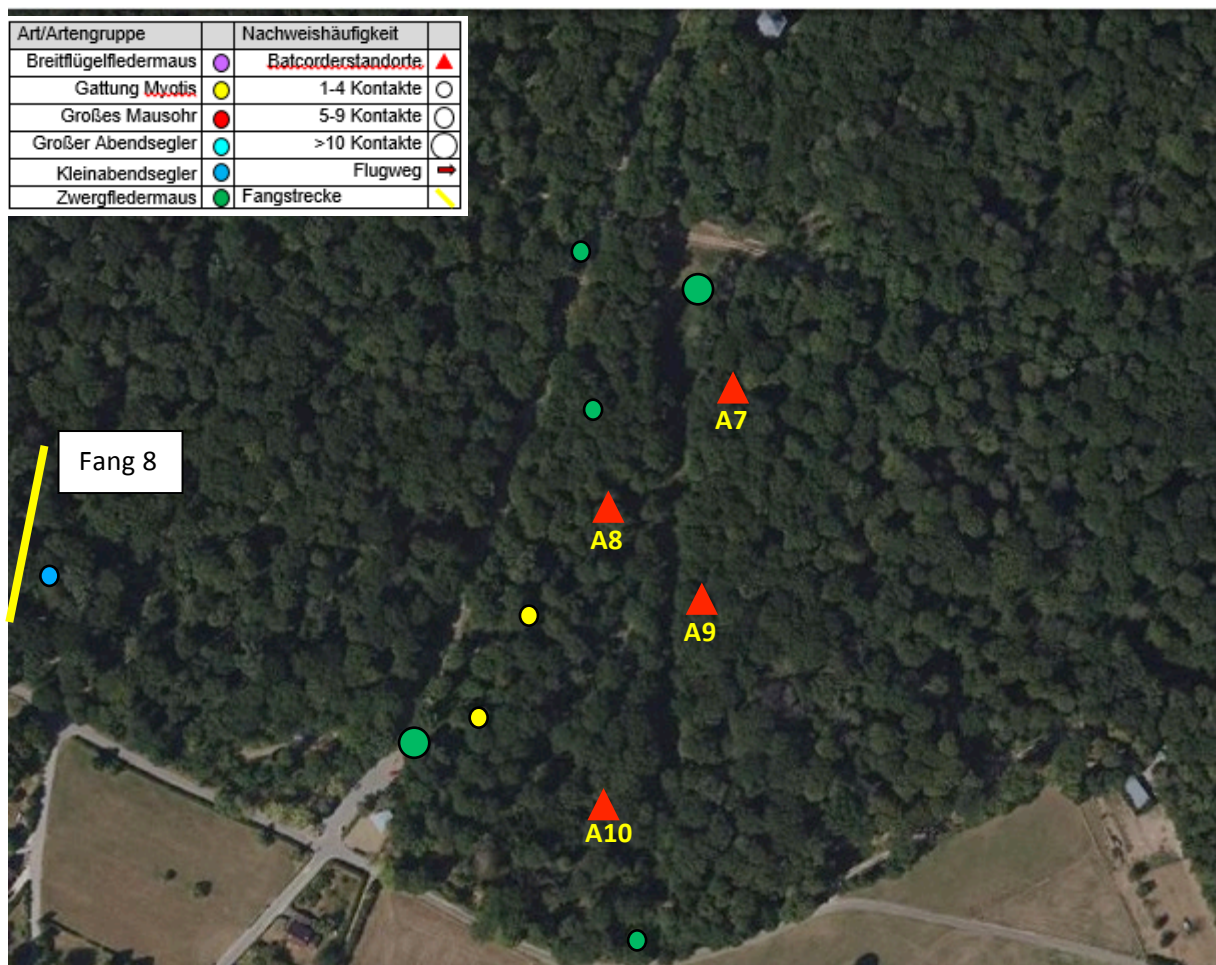 Art/Artengruppe Nachweishäufigkeit
Breitflügelfledermaus Batcorderstandorte
Gattung Myotis 1-4 Kontakte
Großes Mausohr 5-9 Kontakte
Großer Abendsegler >10 Kontakte
Kleinabendsegler Flugweg
Zwergfledermaus Fangstrecke
A7
Fang 8
A8
A9
A10